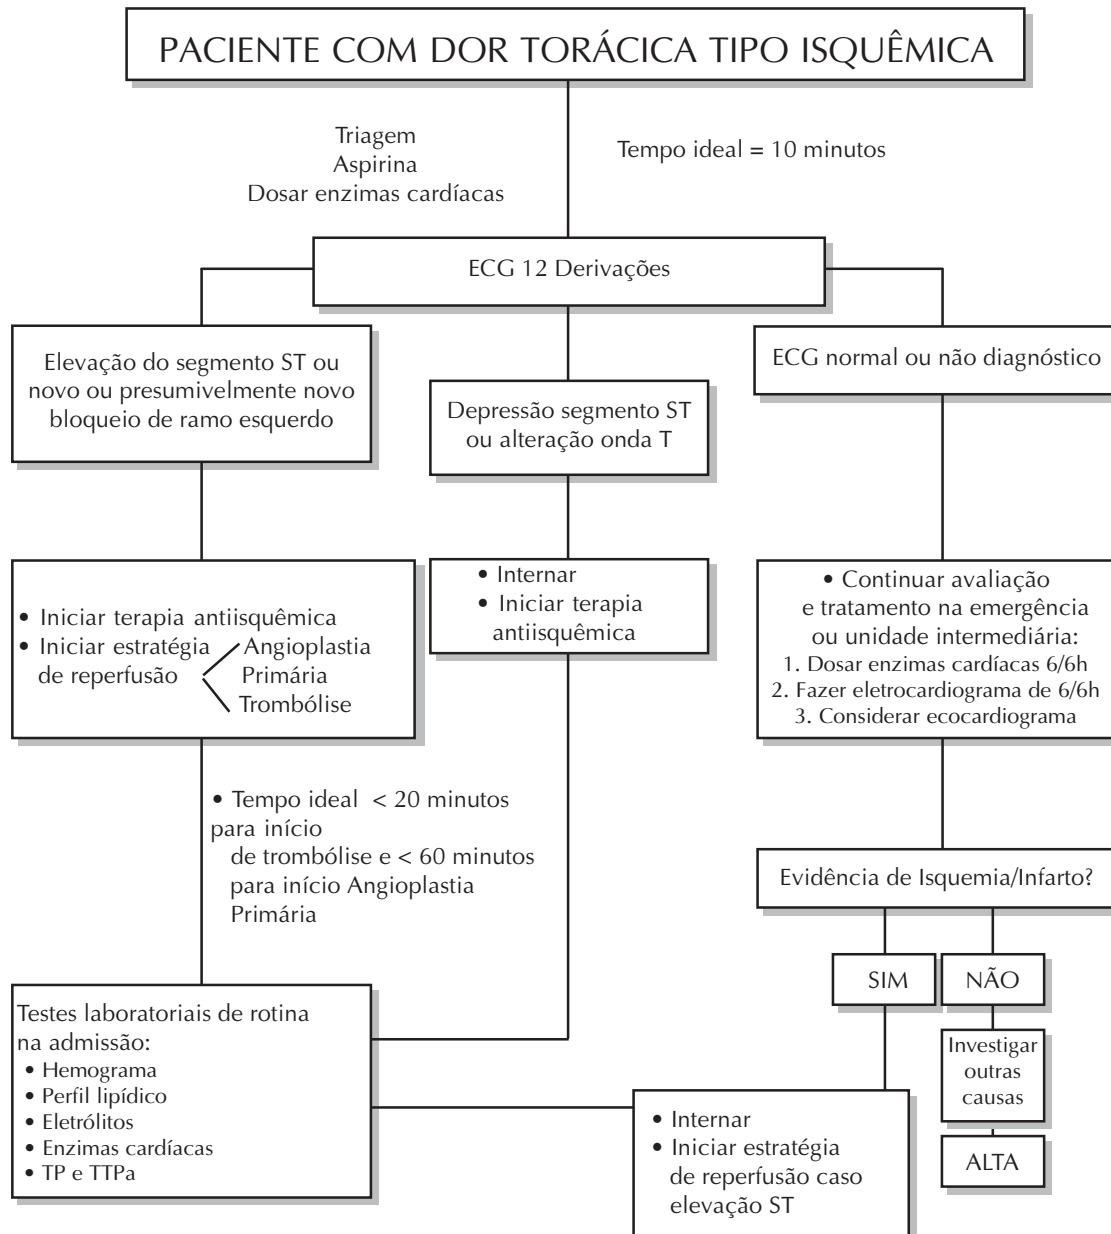 PACIENTE COM DOR TORÁCICA TIPO ISQUÊMICA
Triagem
Aspirina
Dosar enzimas cardíacas
Tempo ideal = 10 minutos
ECG 12 Derivações
Elevação do segmento ST ou
novo ou presumivelmente novo
bloqueio de ramo esquerdo
Depressão segmento ST
ou alteração onda T
ECG normal ou não diagnóstico
• Iniciar terapia antiisquêmica
• Iniciar estratégia
de reperfusão
Angioplastia
Primária
Trombólise
• Internar
• Iniciar terapia
antiisquêmica
• Continuar avaliação
e tratamento na emergência
ou unidade intermediária:
1. Dosar enzimas cardíacas 6/6h
2. Fazer eletrocardiograma de 6/6h
3. Considerar ecocardiograma
• Tempo ideal < 20 minutos
para início
de trombólise e < 60 minutos
para início Angioplastia
Primária
Evidência de Isquemia/Infarto?
SIM
NÃO
Investigar
outras
causas
ALTA
Testes laboratoriais de rotina
na admissão:
• Hemograma
• Perfil lipídico
• Eletrólitos
• Enzimas cardíacas
• TP e TTPa
• Internar
• Iniciar estratégia
de reperfusão caso
elevação ST